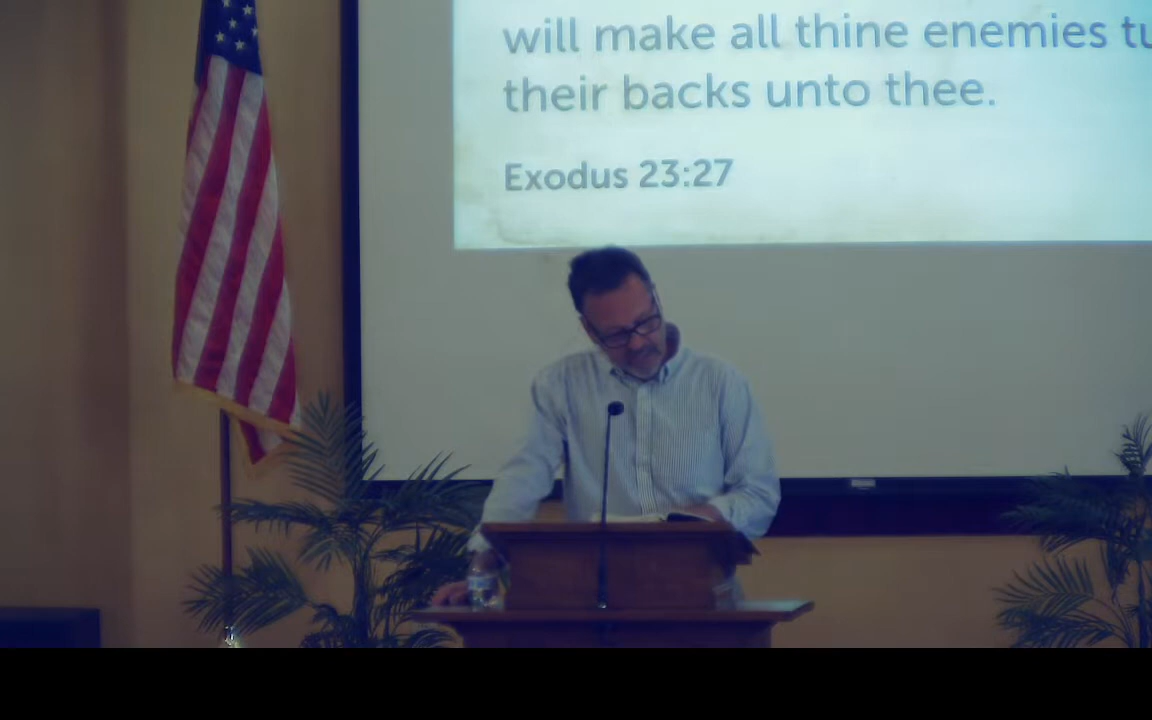 will make all thine enemies
their backs unto thee.
Exodus 23:27